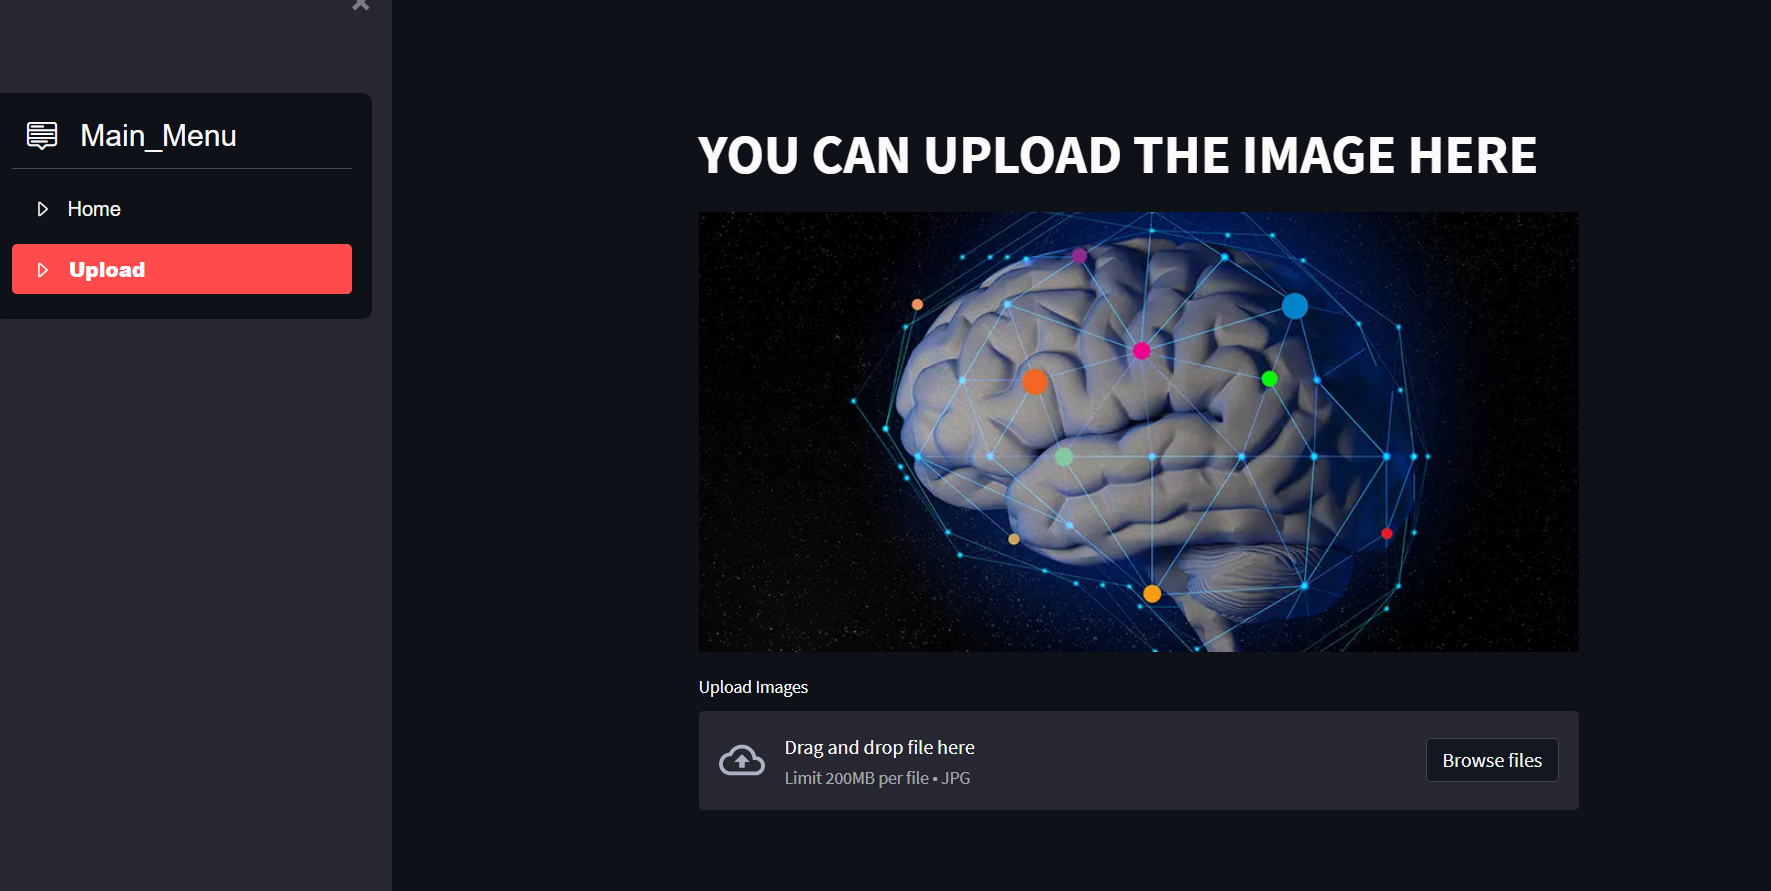 Main_Menu
Home
Upload
YOU CAN UPLOAD THE IMAGE HERE
Upload Images
Drag and drop file here
Limit 200MB per file • JPG
Browse files